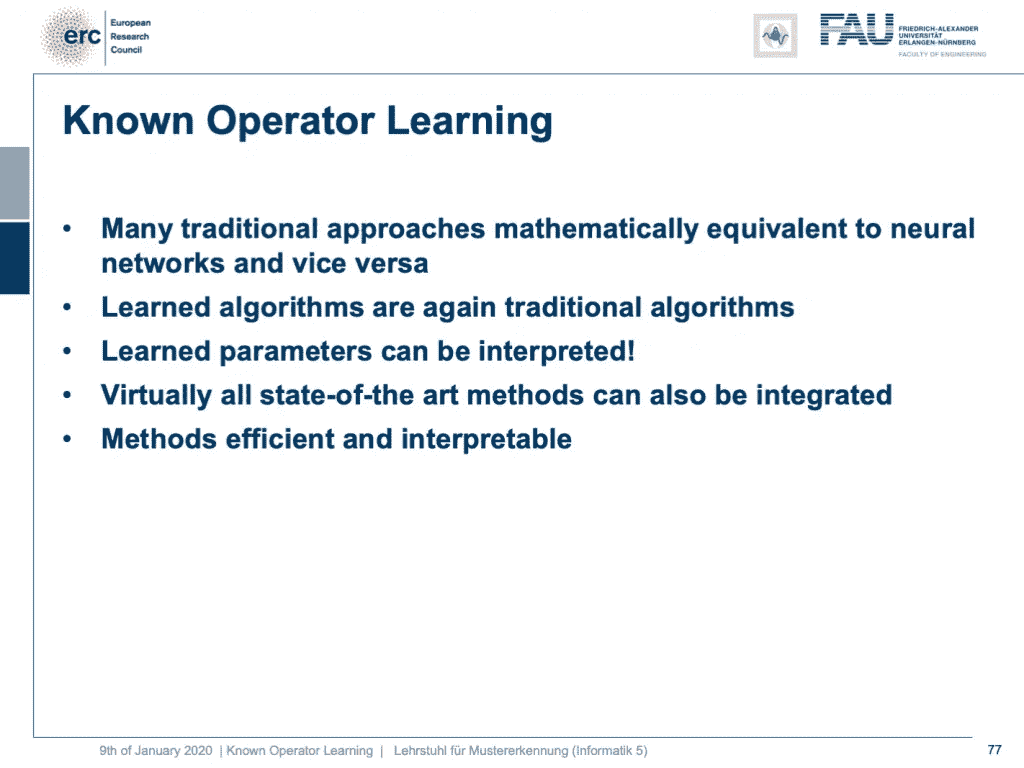 erc
European
Research
Council
FAU
FRIEDRICH-ALEXANDER
UNIVERSITÄT
ERLANGEN-NÜRNBERG
FACULTY OF ENGINEERING
Known Operator Learning
• Many traditional approaches mathematically equivalent to neural
networks and vice versa
• Learned algorithms are again traditional algorithms
• Learned parameters can be interpreted!
• Virtually all state-of-the art methods can also be integrated
• Methods efficient and interpretable
9th of January 2020 | Known Operator Learning | Lehrstuhl für Mustererkennung (Informatik 5)
77